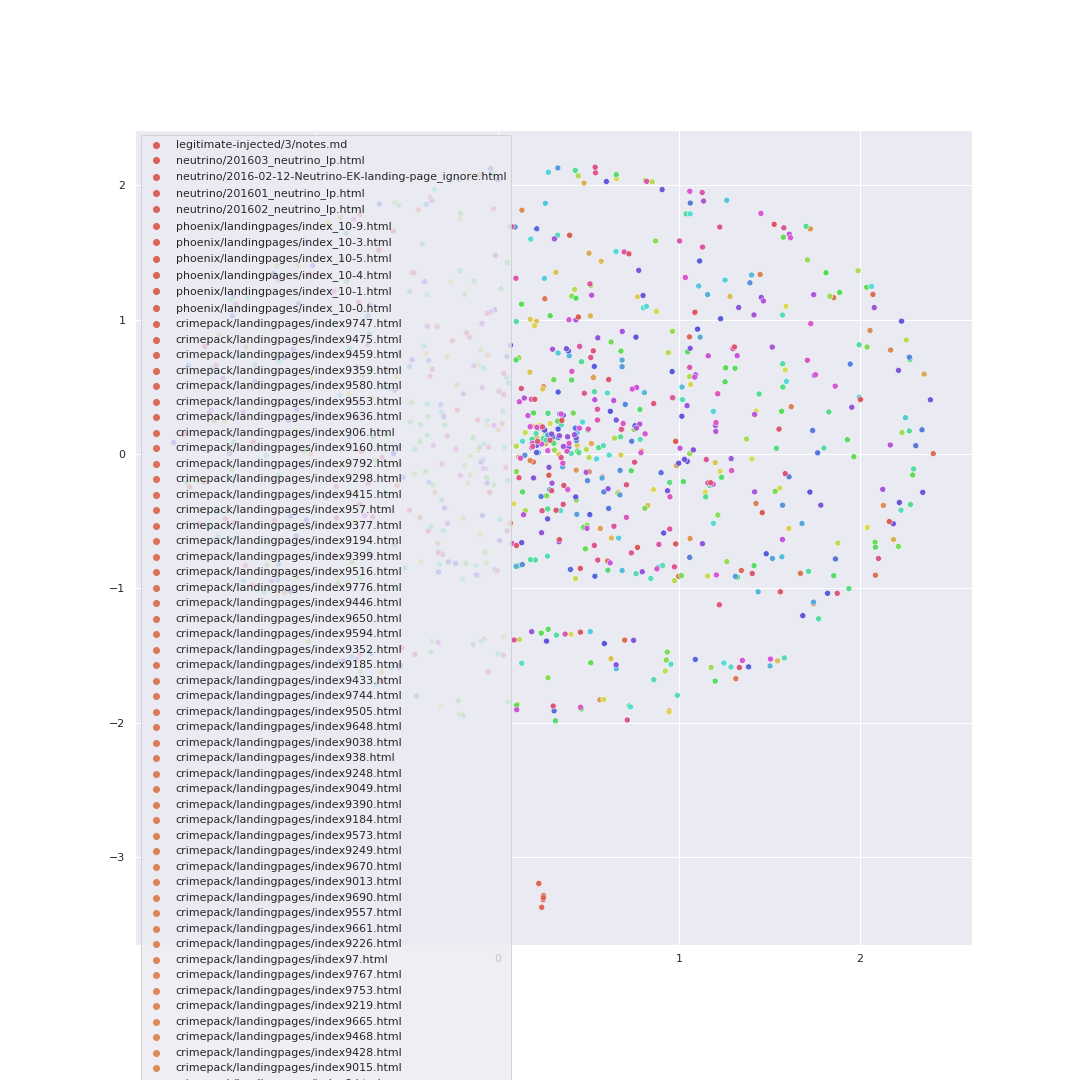 legitimate-injected/3/notes.md
neutrino/201603_neutrino_lp.html
neutrino/2016-02-12-Neutrino-EK-landing-page_ignore.html
neutrino/201601_neutrino_lp.html
neutrino/201602_neutrino_lp.html
phoenix/landingpages/index_10-9.html
phoenix/landingpages/index_10-3.html
phoenix/landingpages/index_10-5.html
phoenix/landingpages/index_10-4.html
phoenix/landingpages/index_10-1.html
phoenix/landingpages/index_10-0.html
crimepack/landingpages/index9747.html
crimepack/landingpages/index9475.html
crimepack/landingpages/index9459.html
crimepack/landingpages/index9359.html
crimepack/landingpages/index9580.html
crimepack/landingpages/index9553.html
crimepack/landingpages/index9636.html
crimepack/landingpages/index906.html
crimepack/landingpages/index9160.html
crimepack/landingpages/index9792.html
crimepack/landingpages/index9298.html
crimepack/landingpages/index9415.html
crimepack/landingpages/index957.html
crimepack/landingpages/index9377.html
crimepack/landingpages/index9194.html
crimepack/landingpages/index9399.html
crimepack/landingpages/index9516.html
crimepack/landingpages/index9776.html
crimepack/landingpages/index9446.html
crimepack/landingpages/index9650.html
crimepack/landingpages/index9594.html
crimepack/landingpages/index9352.html
crimepack/landingpages/index9185.html
crimepack/landingpages/index9433.html
crimepack/landingpages/index9744.html
crimepack/landingpages/index9505.html
crimepack/landingpages/index9648.html
crimepack/landingpages/index9038.html
crimepack/landingpages/index938.html
crimepack/landingpages/index9248.html
crimepack/landingpages/index9049.html
crimepack/landingpages/index9390.html
crimepack/landingpages/index9184.html
crimepack/landingpages/index9573.html
crimepack/landingpages/index9249.html
crimepack/landingpages/index9670.html
crimepack/landingpages/index9013.html
crimepack/landingpages/index9690.html
crimepack/landingpages/index9557.html
crimepack/landingpages/index9661.html
crimepack/landingpages/index9226.html
crimepack/landingpages/index97.html
crimepack/landingpages/index9767.html
crimepack/landingpages/index9753.html
crimepack/landingpages/index9219.html
crimepack/landingpages/index9665.html
crimepack/landingpages/index9468.html
crimepack/landingpages/index9428.html
crimepack/landingpages/index9015.html
2
1
0
−1
−2
−3
0
1
2